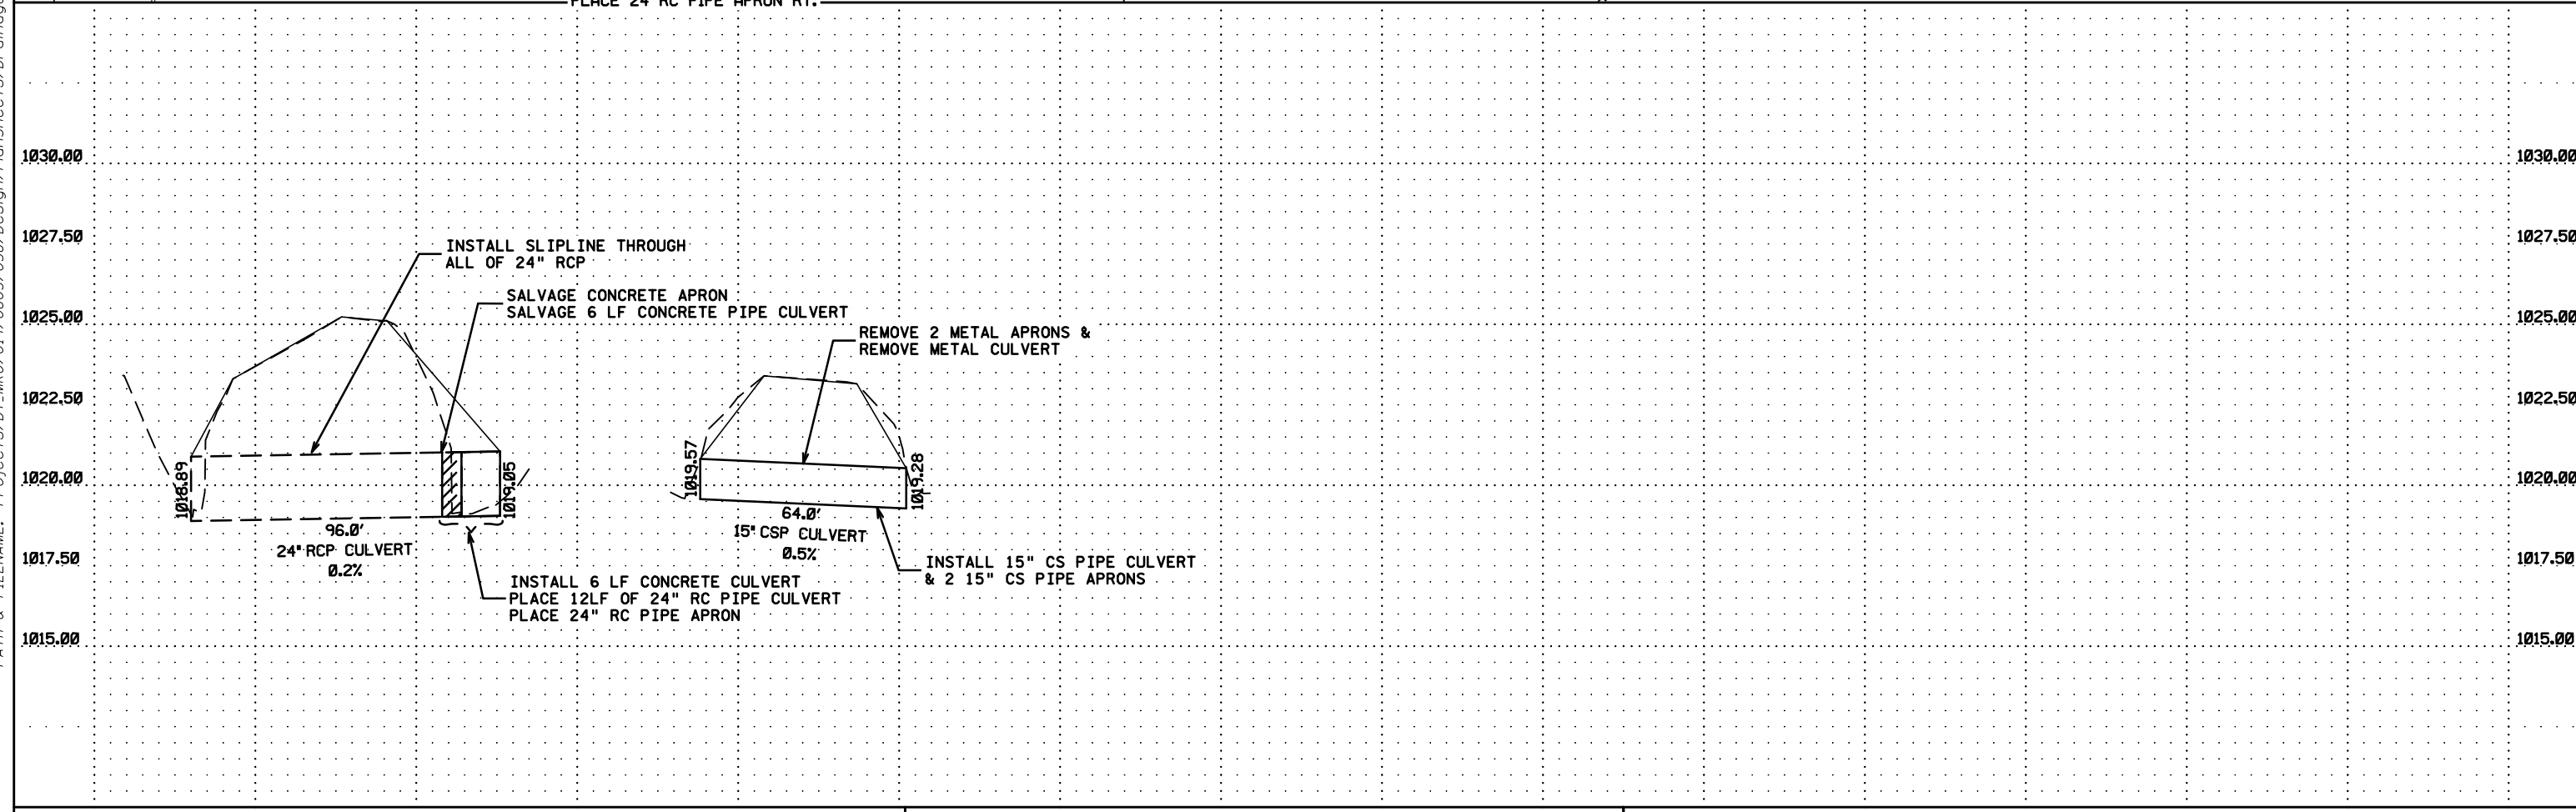 PLACE 24" RC PIPE APRON RT.
1030.00
1030.00
1027.50
1027.50
INSTALL SLIPLINE THROUGH
ALL OF 24" RCP
SALVAGE CONCRETE APRON
SALVAGE 6 LF CONCRETE PIPE CULVERT
1025.00
1025.00
REMOVE 2 METAL APRONS &
REMOVE METAL CULVERT
1022.50
1022.50
1020.00
1020.00
1018.89
1019.05
1019.57
1019.28
96.0'
24" RCP CULVERT
0.2%
64.0'
15" CSP CULVERT
0.5%
1017.50
1017.50
INSTALL 15" CS PIPE CULVERT
& 2 15" CS PIPE APRONS
INSTALL 6 LF CONCRETE CULVERT
PLACE 12LF OF 24" RC PIPE CULVERT
PLACE 24" RC PIPE APRON
1015.00
1015.00